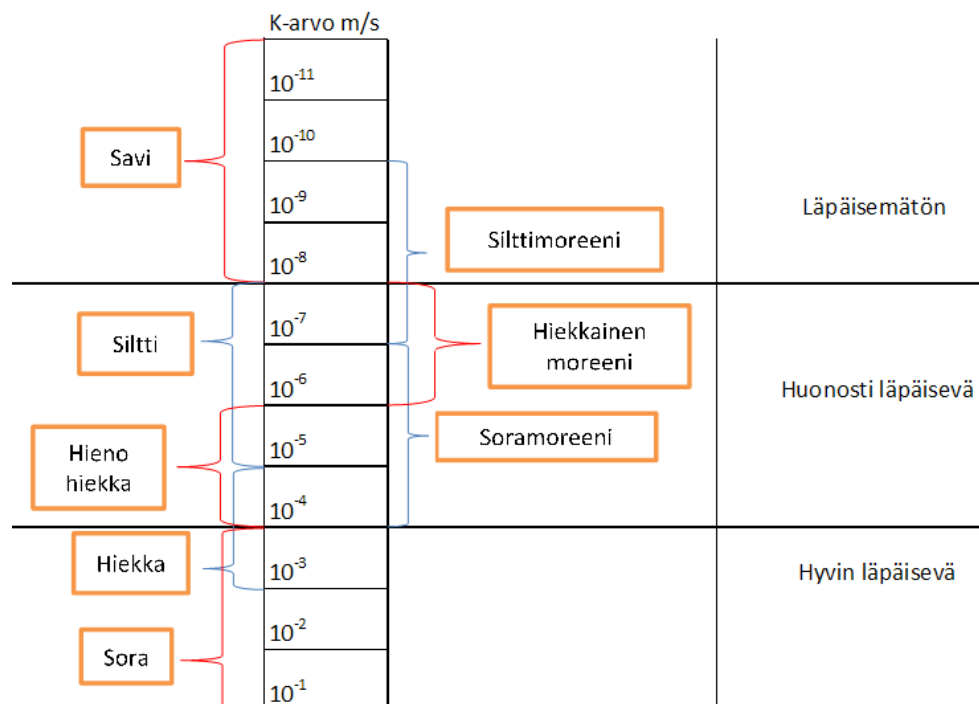 K-arvo m/s
10⁻¹¹
10⁻¹⁰
Savi
10⁻⁹
Läpäisemätön
Silttimoreeni
10⁻⁸
10⁻⁷
Siltti
Hiekkainen
moreeni
10⁻⁶
Huonosti läpäisevä
10⁻⁵
Soramoreeni
Hieno
hiekka
10⁻⁴
Hiekka
10⁻³
Hyvin läpäisevä
10⁻²
Sora
10⁻¹